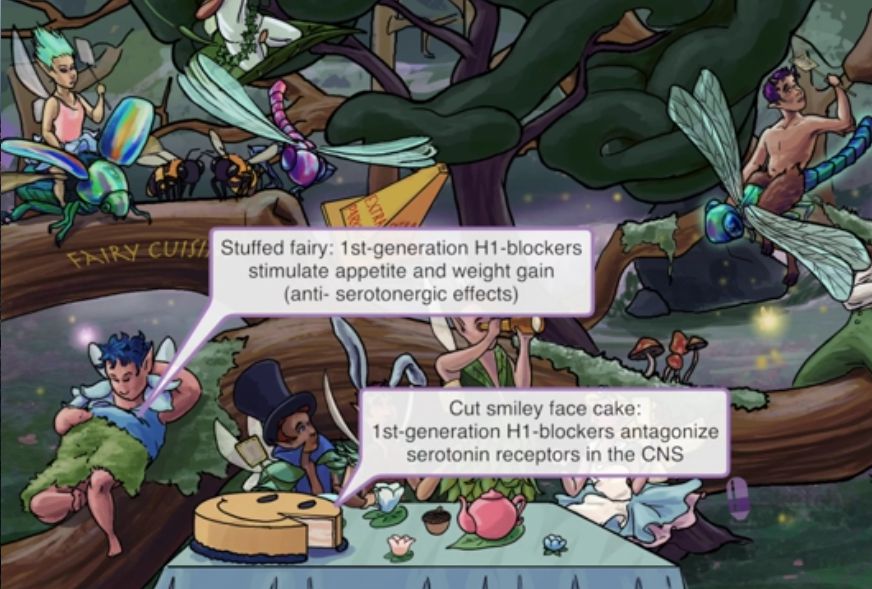 EXTRA
FAIRY CUISI
Stuffed fairy: 1st-generation H1-blockers
stimulate appetite and weight gain
(anti- serotonergic effects)
Cut smiley face cake:
1st-generation H1-blockers antagonize
serotonin receptors in the CNS